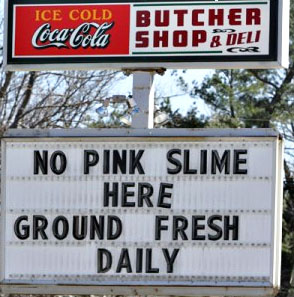 ICE COLD
Coca-Cola
BUTCHER
SHOP & DELI
NO PINK SLIME
HERE
GROUND FRESH
DAILY